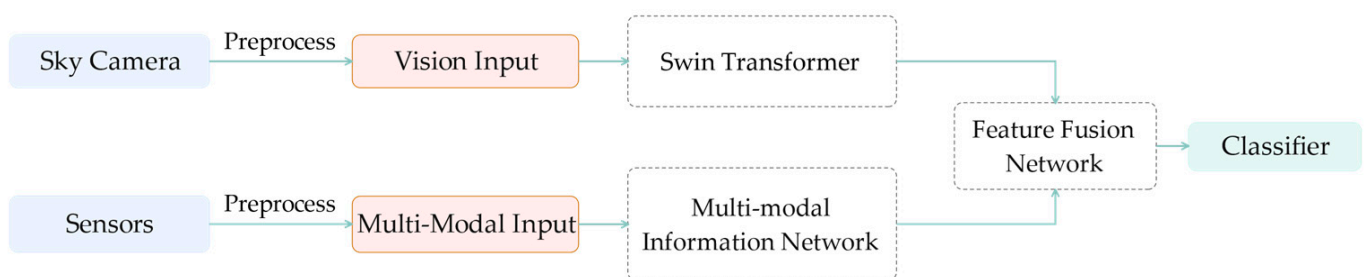 Sky Camera
Preprocess
Vision Input
Swin Transformer
Feature Fusion
Network
Classifier
Sensors
Preprocess
Multi-Modal Input
Multi-modal
Information Network